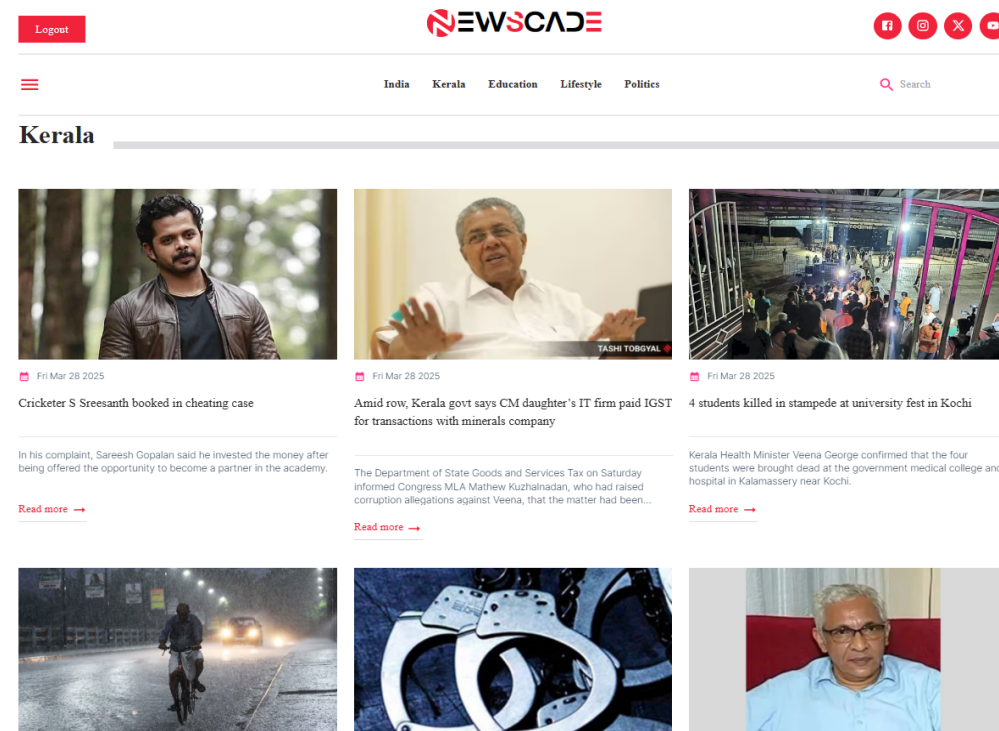 Logout
NEWSCADE
India Kerala Education Lifestyle Politics
Search
Kerala
TASHI TOBGYAL
Fri Mar 28 2025
Cricketer S Sreesanth booked in cheating case
In his complaint, Sareesh Gopalan said he invested the money after
being offered the opportunity to become a partner in the academy.
Read more
Fri Mar 28 2025
Amid row, Kerala govt says CM daughter's IT firm paid IGST
for transactions with minerals company
The Department of State Goods and Services Tax on Saturday
informed Congress MLA Mathew Kuzhalnadan, who had raised
corruption allegations against Veena, that the matter had been...
Read more
Fri Mar 28 2025
4 students killed in stampede at university fest in Kochi
Kerala Health Minister Veena George confirmed that the four
students were brought dead at the government medical college and
hospital in Kalamassery near Kochi.
Read more